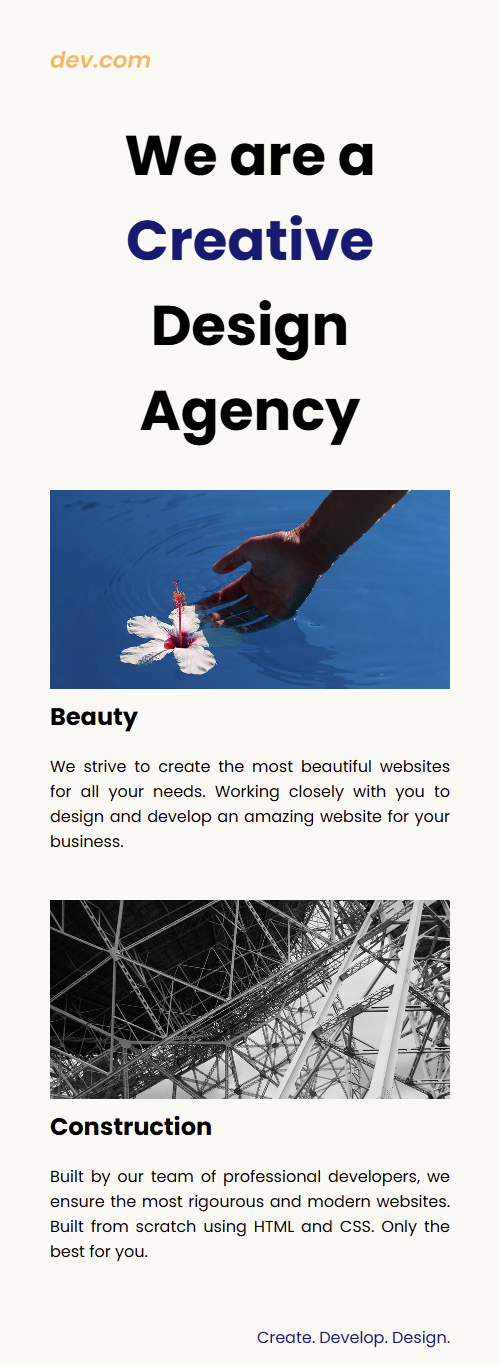 dev.com
We are a
Creative
Design
Agency
Beauty
We strive to create the most beautiful websites
for all your needs. Working closely with you to
design and develop an amazing website for your
business.
Construction
Built by our team of professional developers, we
ensure the most rigourous and modern websites.
Built from scratch using HTML and CSS. Only the
best for you.
Create. Develop. Design.